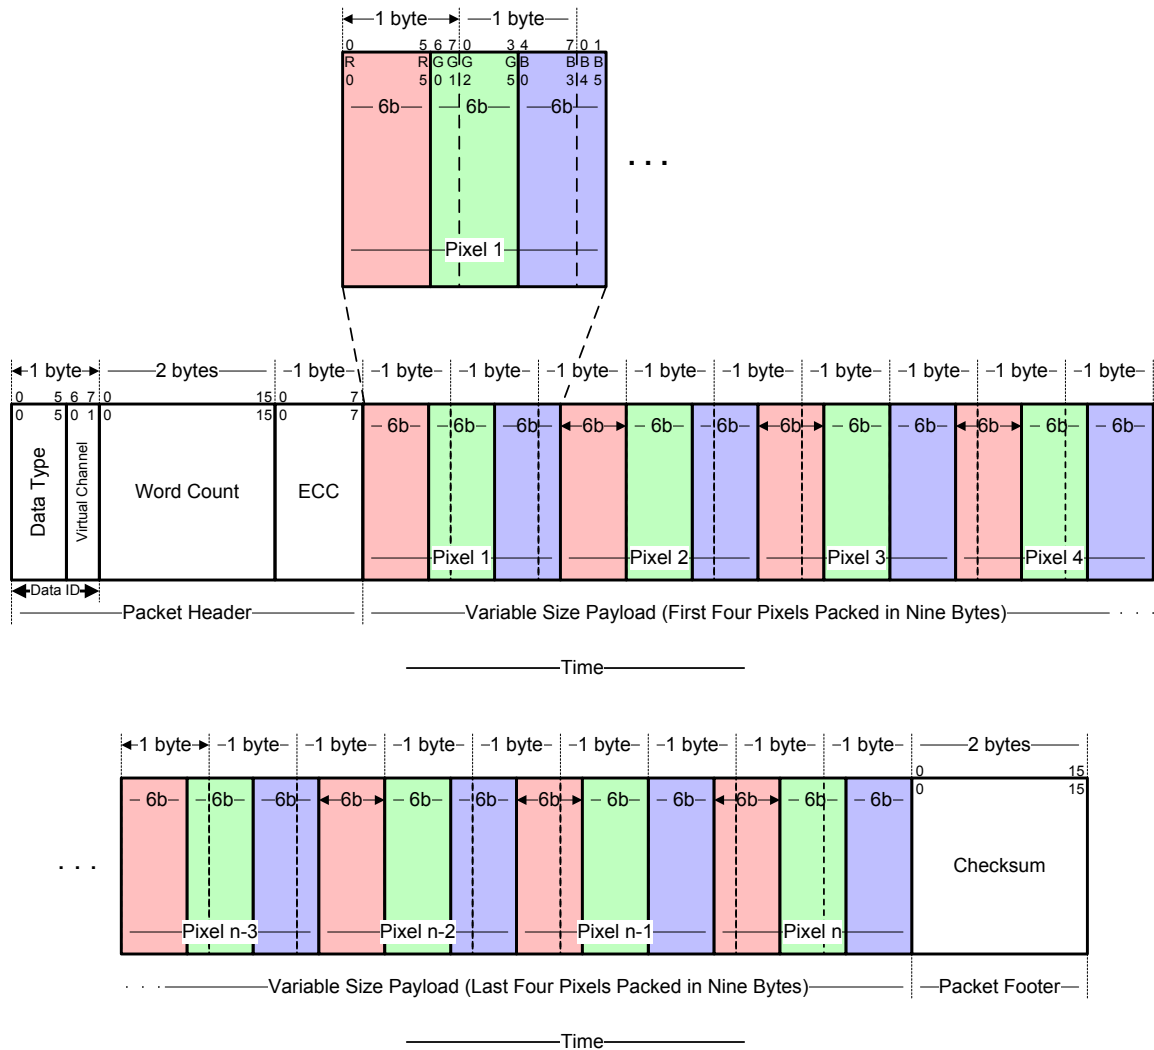 1 byte 1 byte
0 5 6 7 0 3 4 7 0 1
R R G G G G B B B B
0 5 0 1 2 5 0 3 4 5
6b 6b 6b
. . .
Pixel 1
1 byte 2 bytes 1 byte 1 byte 1 byte 1 byte 1 byte 1 byte 1 byte 1 byte 1 byte 1 byte
0 5 6 7 0 15 0 7
0 5 0 1 0 15 0 7
6b 6b 6b 6b 6b 6b 6b 6b 6b 6b 6b 6b
Data Type
Virtual Channel
Word Count ECC
Pixel 1 Pixel 2 Pixel 3 Pixel 4
Data ID
Packet Header Variable Size Payload (First Four Pixels Packed in Nine Bytes) . . .
Time
1 byte 1 byte 1 byte 1 byte 1 byte 1 byte 1 byte 1 byte 1 byte 2 bytes
0 15
0 15
6b 6b 6b 6b 6b 6b 6b 6b 6b 6b 6b 6b
. . . Checksum
Pixel n-3 Pixel n-2 Pixel n-1 Pixel n
. . . Variable Size Payload (Last Four Pixels Packed in Nine Bytes) Packet Footer
Time